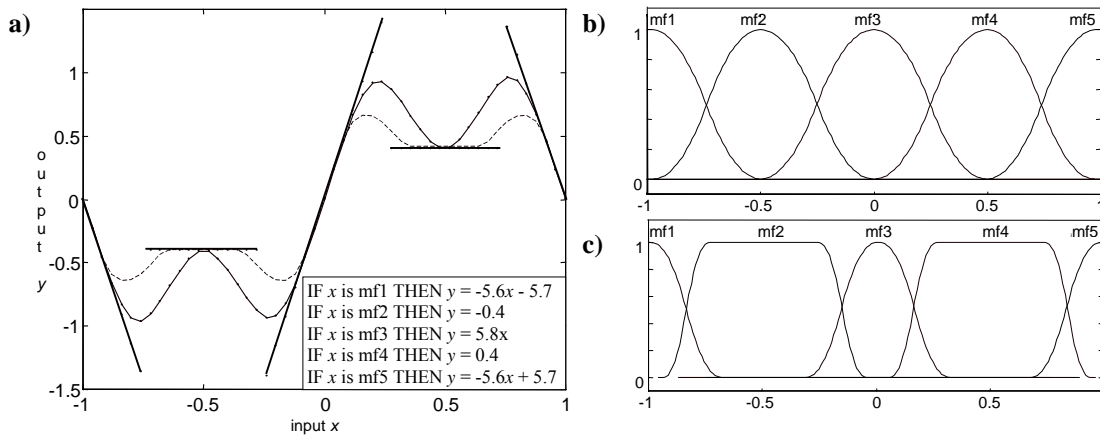 a)
1
0.5
0
-0.5
-1
-1.5
output y
-1 -0.5 0 0.5 1
input x
IF x is mf1 THEN y = -5.6x - 5.7
IF x is mf2 THEN y = -0.4
IF x is mf3 THEN y = 5.8x
IF x is mf4 THEN y = 0.4
IF x is mf5 THEN y = -5.6x + 5.7
b)
mf1 mf2 mf3 mf4 mf5
1
0
-1 -0.5 0 0.5 1
c)
mf1 mf2 mf3 mf4 mf5
1
0
-1 -0.5 0 0.5 1